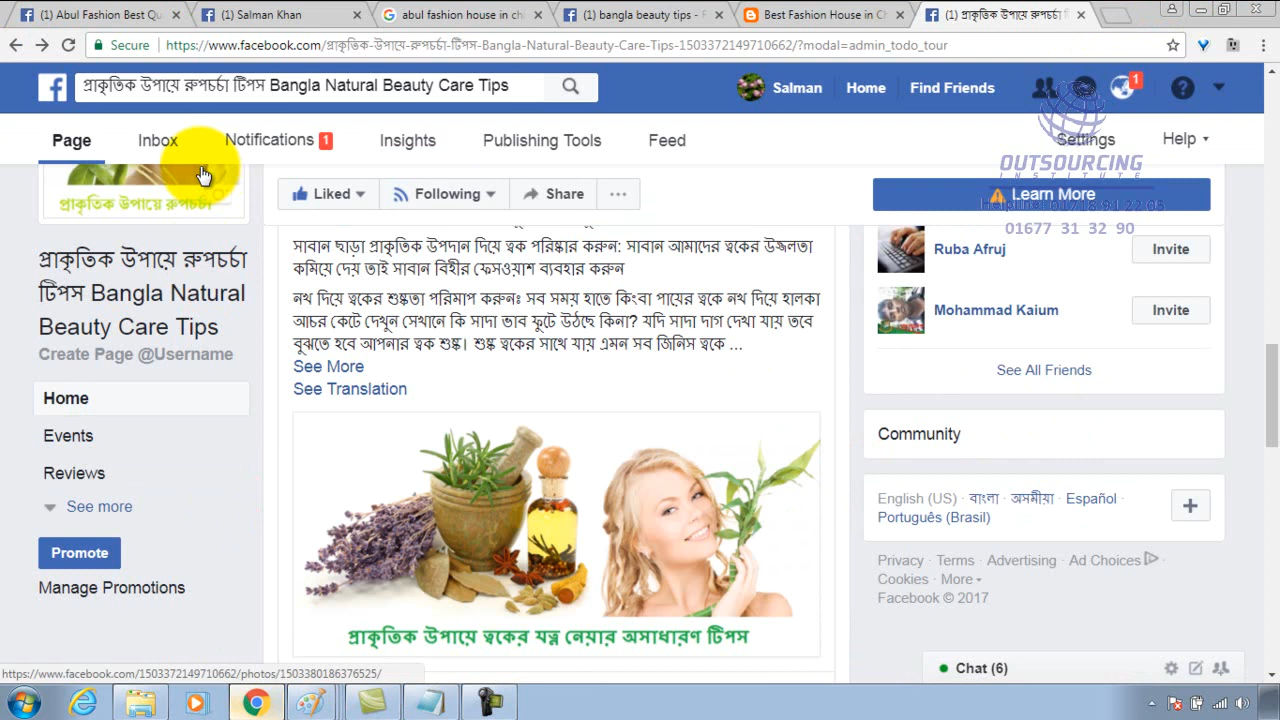 (1) Abul Fashion Best Qu
(1) Salman Khan
abul fashion house in ch
(1) bangla beauty tips - F
Best Fashion House in Ch
(1) প্রাকৃতিক উপায়ে রুপচর্চা টি
Secure https://www.facebook.com/প্রাকৃতিক-উপায়ে-রুপচর্চা-টিপস-Bangla-Natural-Beauty-Care-Tips-1503372149710662/?modal=admin_todo_tour
প্রাকৃতিক উপায়ে রুপচর্চা টিপস Bangla Natural Beauty Care Tips
Salman Home Find Friends 1
Page Inbox Notifications 1 Insights Publishing Tools Feed Settings Help
OUTSOURCING
INSTITUTE
Liked Following Share ... Learn More
Helpline: 01718 91 22 05
01677 31 32 90
প্রাকৃতিক উপায়ে রুপচর্চা
প্রাকৃতিক উপায়ে রুপচর্চা
টিপস Bangla Natural
Beauty Care Tips
Create Page @Username
Home
Events
Reviews
See more
Promote
Manage Promotions
সাবান ছাড়া প্রাকৃতিক উপদান দিয়ে ত্বক পরিষ্কার করুন: সাবান আমাদের ত্বকের উজ্জলতা
কমিয়ে দেয় তাই সাবান বিহীর ফেসওয়াশ ব্যবহার করুন
নখ দিয়ে ত্বকের শুষ্কতা পরিমাপ করুনঃ সব সময় হাতে কিংবা পায়ের ত্বকে নখ দিয়ে হালকা
আচর কেটে দেখুন সেখানে কি সাদা ভাব ফুটে উঠছে কিনা? যদি সাদা দাগ দেখা যায় তবে
বুঝতে হবে আপনার ত্বক শুষ্ক। শুষ্ক ত্বকের সাথে যায় এমন সব জিনিস ত্বকে ...
See More
See Translation
প্রাকৃতিক উপায়ে ত্বকের যত্ন নেয়ার অসাধারণ টিপস
Ruba Afruj Invite
Mohammad Kaium Invite
See All Friends
Community
English (US) · বাংলা · অসমীয়া · Español ·
Português (Brasil)
Privacy · Terms · Advertising · Ad Choices ·
Cookies · More
Facebook © 2017
Chat (6)
https://www.facebook.com/1503372149710662/photos/1503380186376525/